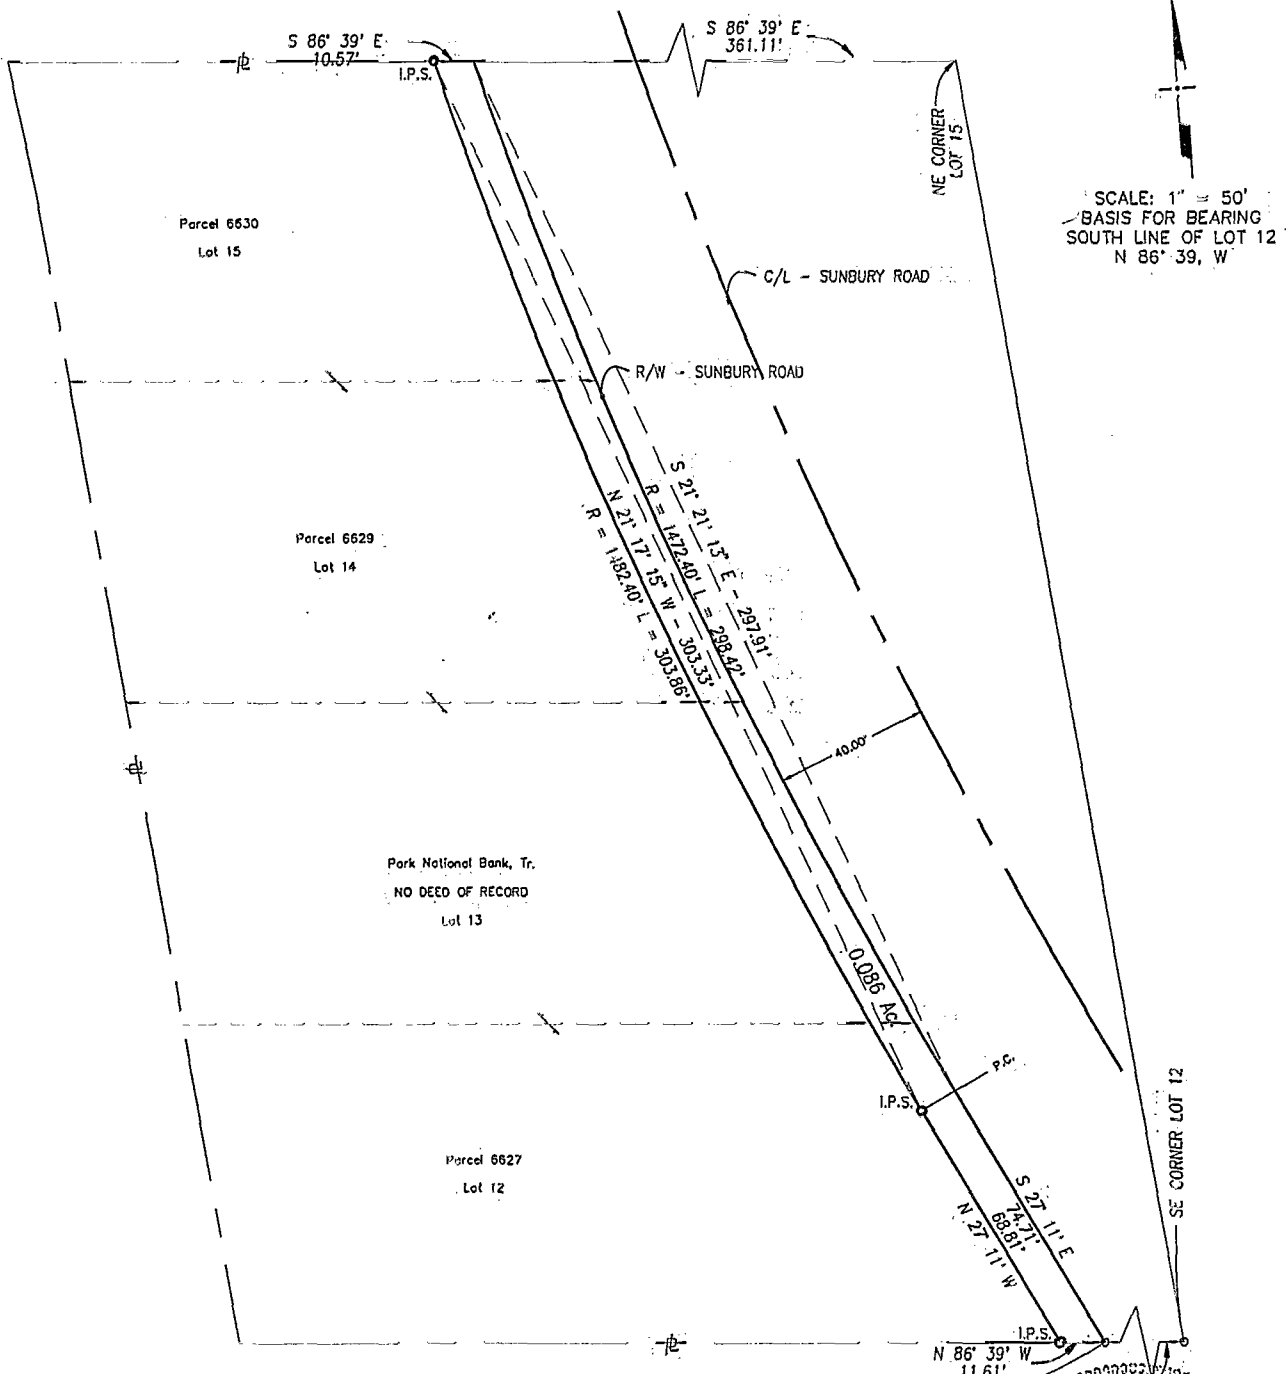 S 86° 39' E
10.57'
I.P.S.
S 86° 39' E
361.11'
NE CORNER
LOT 15
SCALE: 1" = 50'
BASIS FOR BEARING
SOUTH LINE OF LOT 12
N 86° 39, W
Parcel 6630
Lot 15
C/L - SUNBURY ROAD
R/W - SUNBURY ROAD
S 21° 21' 13" E - 297.91'
R = 1472.40' L = 298.42'
N 21° 17' 15" W - 303.33'
R = 1482.40' L = 303.86'
Parcel 6629
Lot 14
40.00'
Park National Bank, Tr.
NO DEED OF RECORD
Lot 13
0.086 Ac.
P.C.
I.P.S.
Parcel 6627
Lot 12
S 27° 11' E
74.71'
68.81'
N 27° 11' W
SE CORNER LOT 12
I.P.S.
N 86° 39' W
11.61'